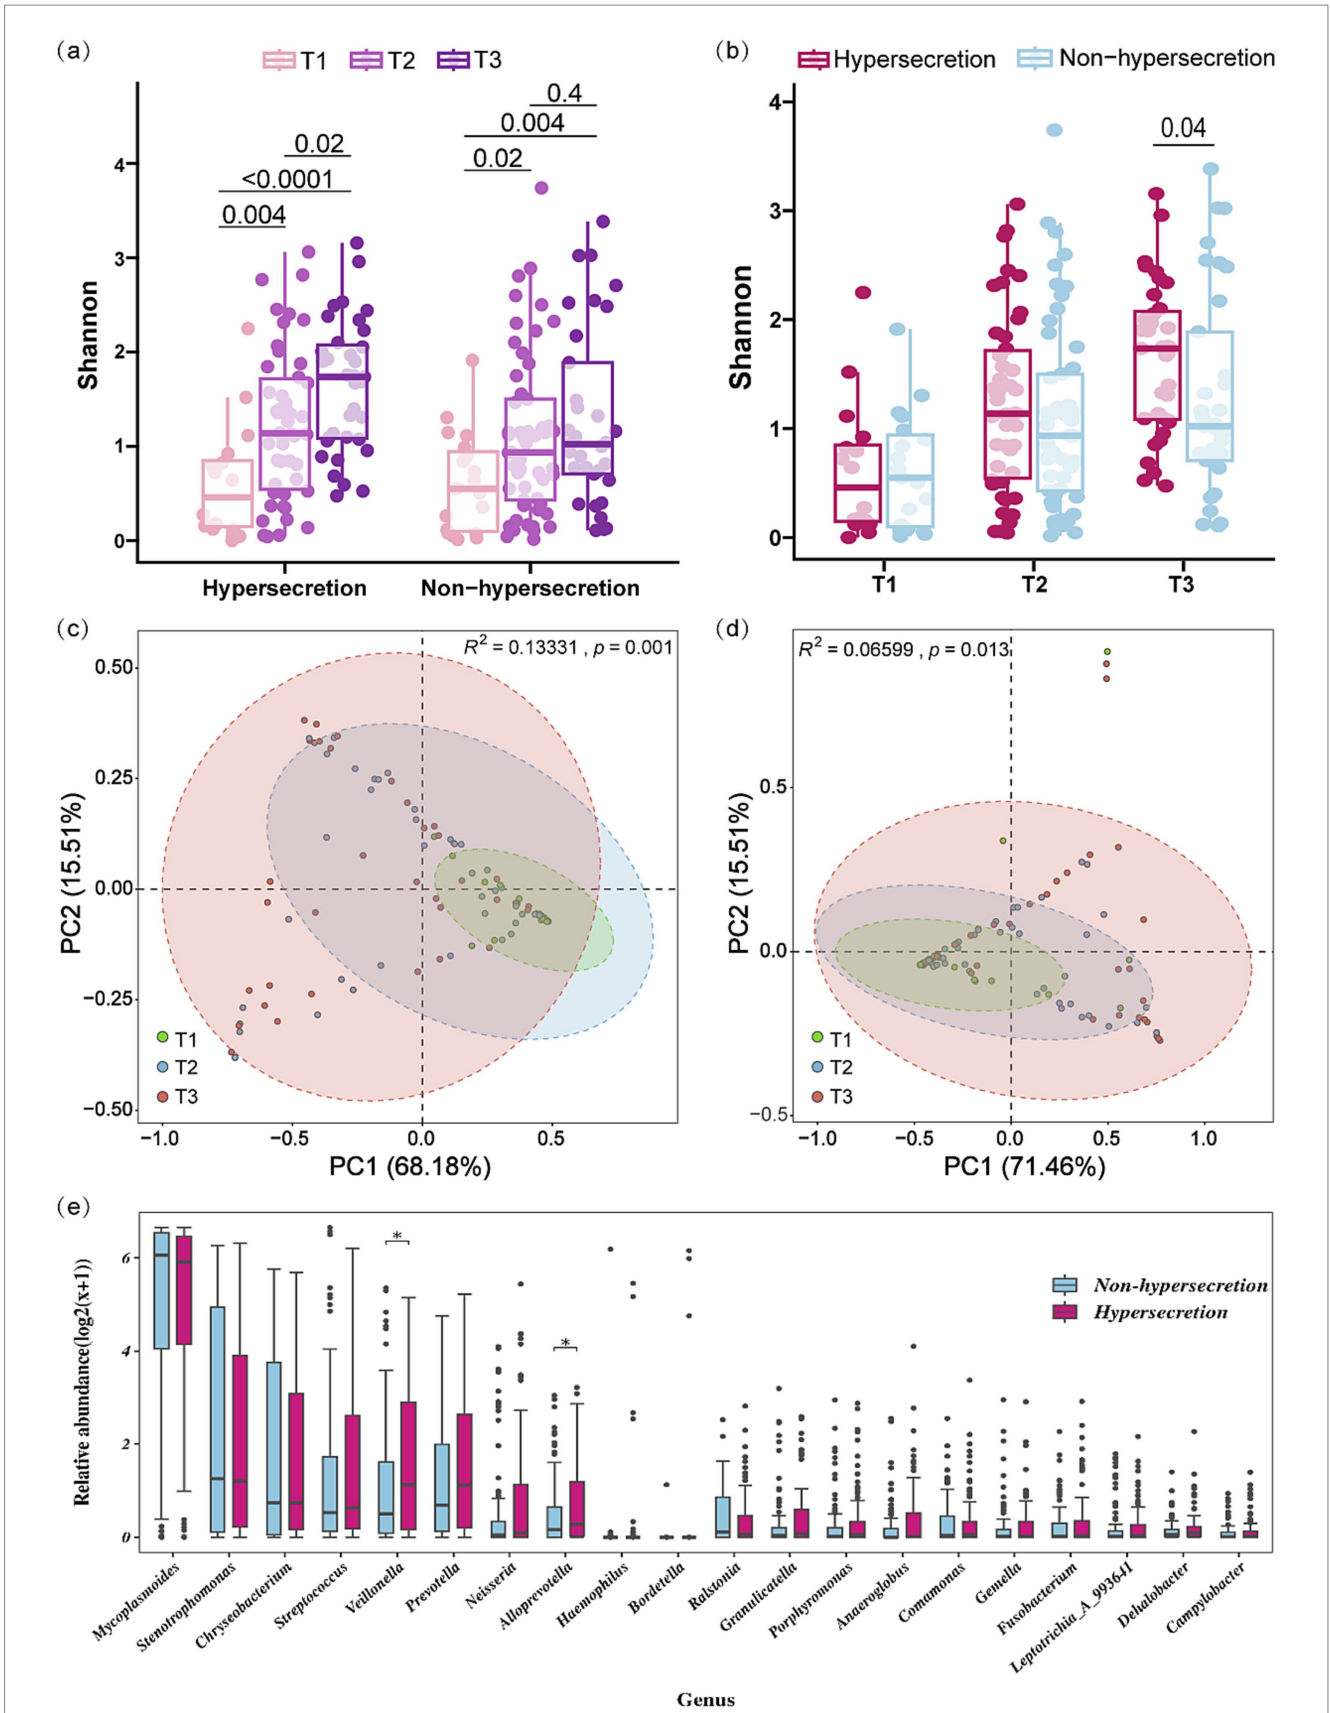 (a)
T1 T2 T3
0.4
0.004
0.02
0.02
<0.0001
0.004
4
3
2
1
0
Shannon
Hypersecretion Non-hypersecretion
(b)
Hypersecretion Non-hypersecretion
0.04
4
3
2
1
0
Shannon
T1 T2 T3
(c)
R² = 0.13331 , p = 0.001
0.50
0.25
0.00
−0.25
−0.50
PC2 (15.51%)
T1
T2
T3
−1.0 −0.5 0.0 0.5
PC1 (68.18%)
(d)
R² = 0.06599 , p = 0.013
0.5
0.0
−0.5
PC2 (15.51%)
T1
T2
T3
−1.0 −0.5 0.0 0.5 1.0
PC1 (71.46%)
(e)
Relative abundance(log2(x+1))
6
4
2
0
*
*
Non-hypersecretion
Hypersecretion
Mycoplasmoides
Stenotrophomonas
Chryseobacterium
Streptococcus
Veillonella
Prevotella
Neisseria
Alloprevotella
Haemophilus
Bordetella
Ralstonia
Granulicatella
Porphyromonas
Anaeroglobus
Comamonas
Gemella
Fusobacterium
Leptotrichia_A_993641
Dehalobacter
Campylobacter
Genus